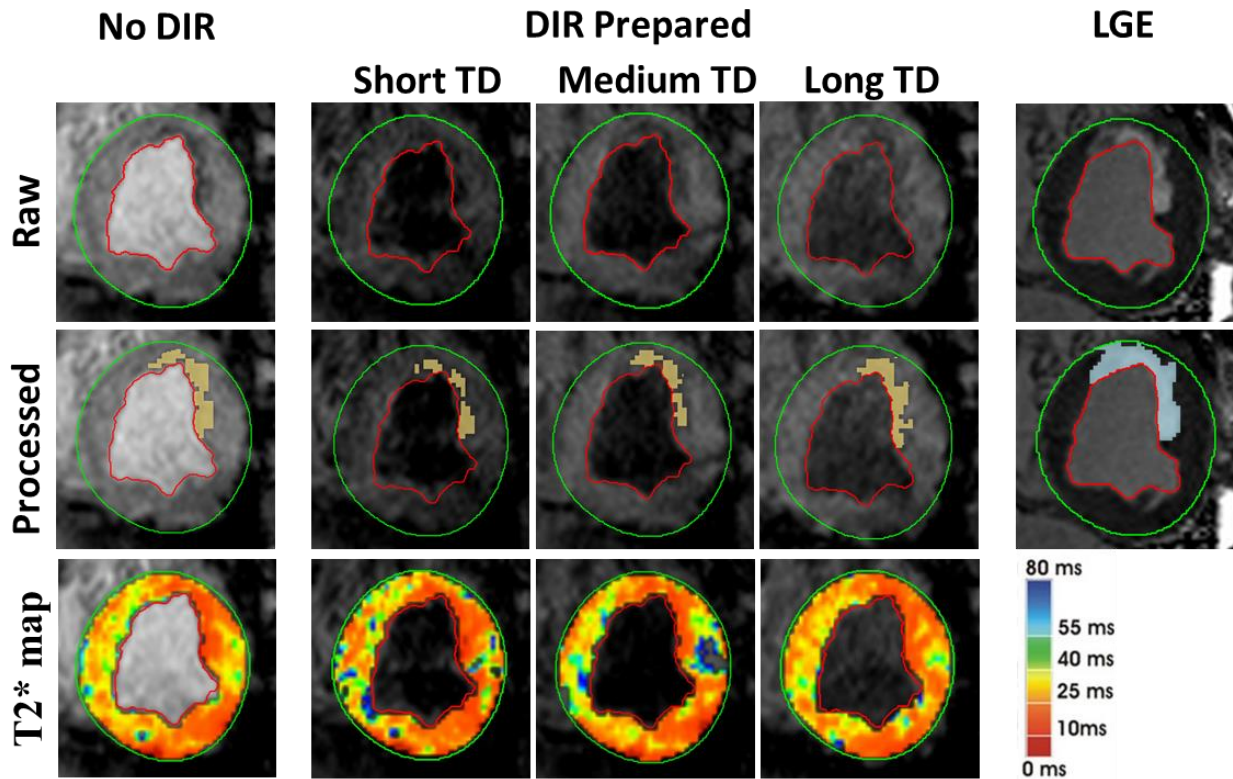 No DIR
DIR Prepared
LGE
Short TD
Medium TD
Long TD
Raw
Processed
T2* map
80 ms
55 ms
40 ms
25 ms
10ms
0 ms